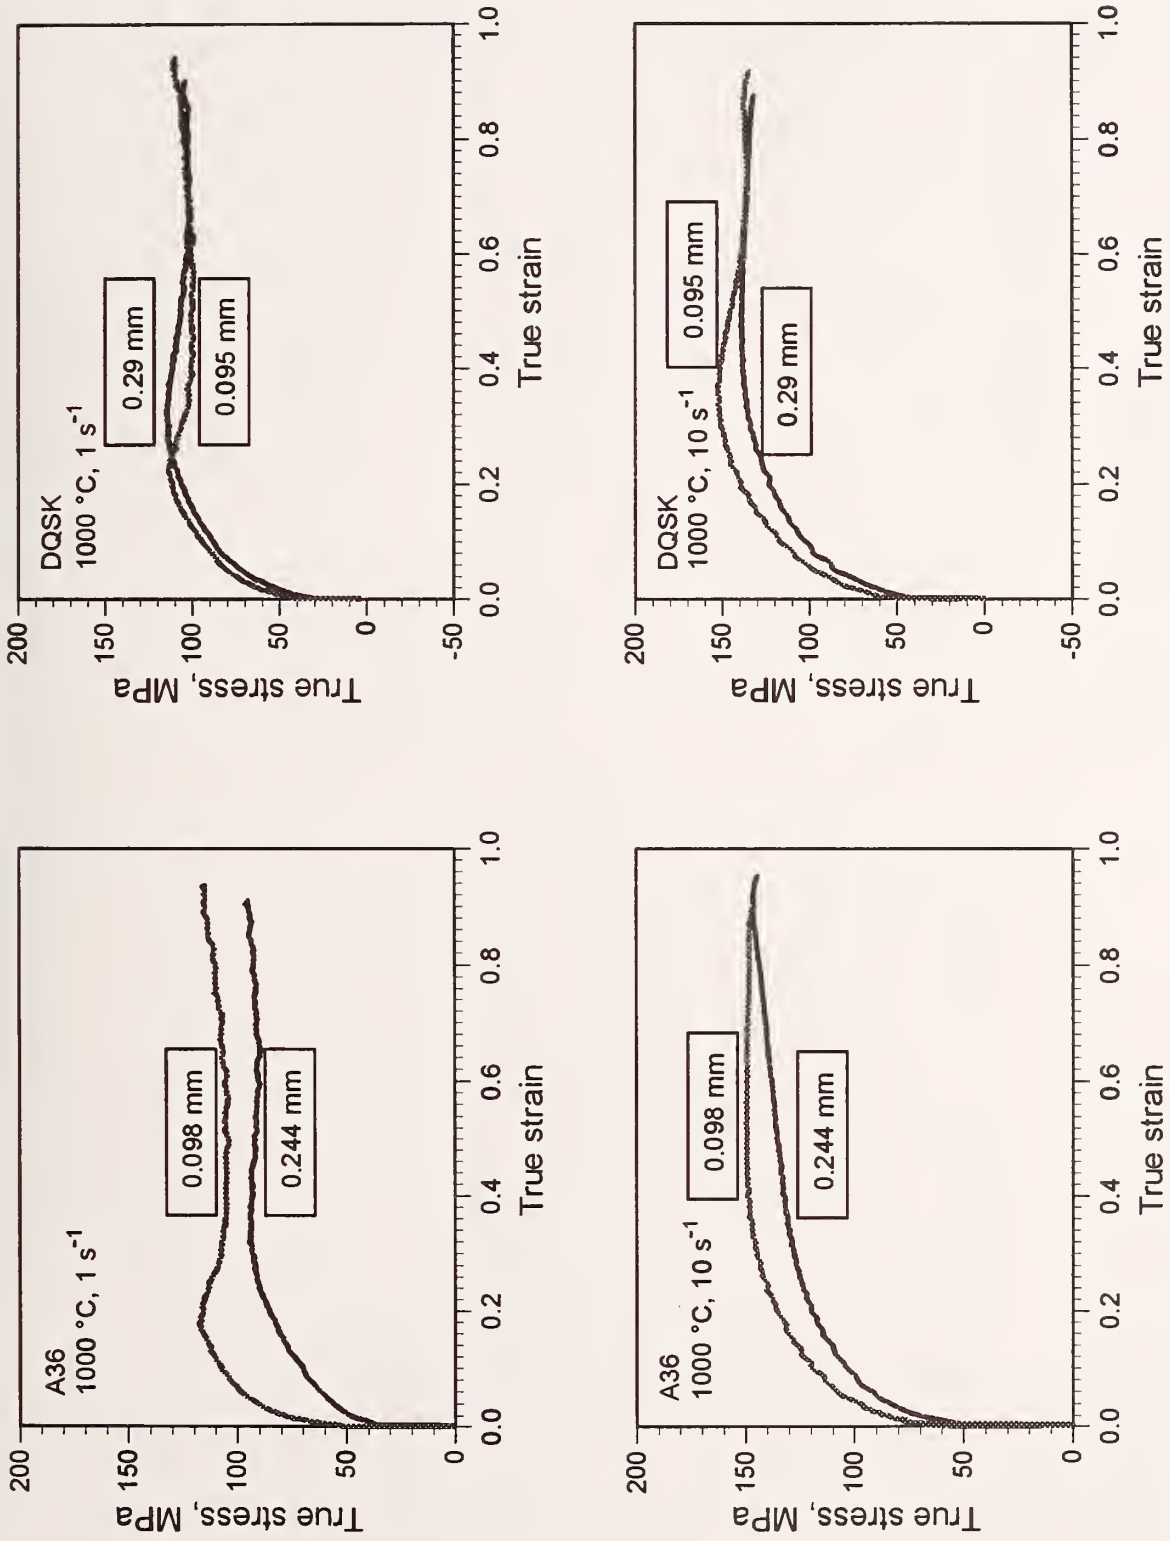 A36
1000 °C, 1 s⁻¹
0.098 mm
0.244 mm
True stress, MPa
200
150
100
50
0
0.0 0.2 0.4 0.6 0.8 1.0
True strain
DQSK
1000 °C, 1 s⁻¹
0.29 mm
0.095 mm
True stress, MPa
200
150
100
50
0
-50
0.0 0.2 0.4 0.6 0.8 1.0
True strain
A36
1000 °C, 10 s⁻¹
0.098 mm
0.244 mm
True stress, MPa
200
150
100
50
0
0.0 0.2 0.4 0.6 0.8 1.0
True strain
DQSK
1000 °C, 10 s⁻¹
0.095 mm
0.29 mm
True stress, MPa
200
150
100
50
0
-50
0.0 0.2 0.4 0.6 0.8 1.0
True strain